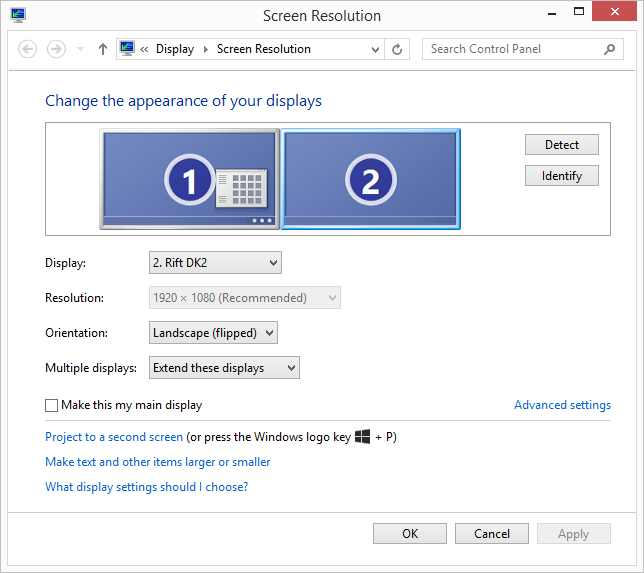 Screen Resolution
« Display Screen Resolution
Search Control Panel
Change the appearance of your displays
1
2
Detect
Identify
Display: 2. Rift DK2
Resolution: 1920 × 1080 (Recommended)
Orientation: Landscape (flipped)
Multiple displays: Extend these displays
Make this my main display
Advanced settings
Project to a second screen (or press the Windows logo key + P)
Make text and other items larger or smaller
What display settings should I choose?
OK Cancel Apply